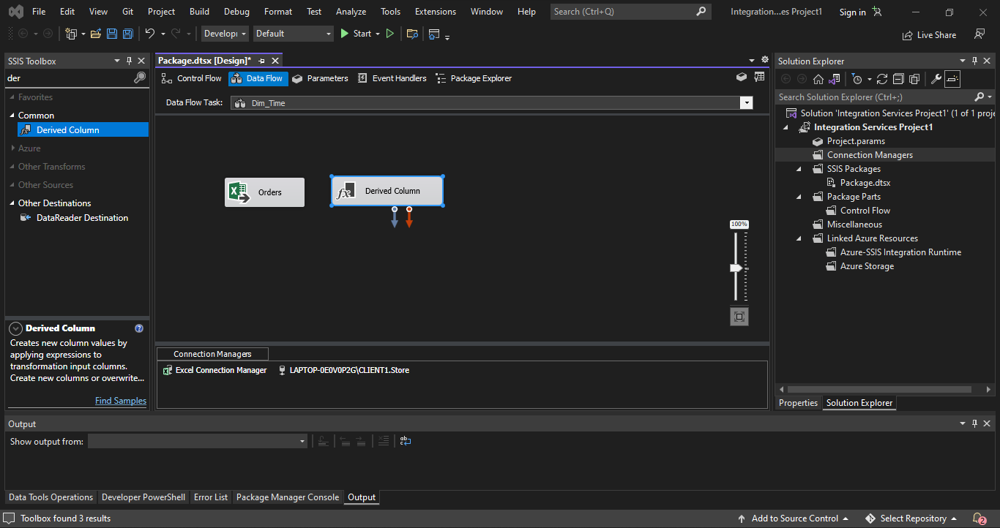 File Edit View Git Project Build Debug Format Test Analyze Tools Extensions Window Help Search (Ctrl+Q) Integration...es Project1 Sign in
Developi Default Start Live Share
SSIS Toolbox
der
Favorites
Common
Derived Column
Azure
Other Transforms
Other Sources
Other Destinations
DataReader Destination
Derived Column
Creates new column values by
applying expressions to
transformation input columns.
Create new columns or overwrite...
Find Samples
Package.dtsx [Design]*
Control Flow Data Flow Parameters Event Handlers Package Explorer
Data Flow Task: Dim_Time
Orders
fx Derived Column
100%
Connection Managers
Excel Connection Manager LAPTOP-0E0V0P2G\CLIENT1.Store
Solution Explorer
Search Solution Explorer (Ctrl+;)
Solution 'Integration Services Project1' (1 of 1 proje
Integration Services Project1
Project.params
Connection Managers
SSIS Packages
Package.dtsx
Package Parts
Control Flow
Miscellaneous
Linked Azure Resources
Azure-SSIS Integration Runtime
Azure Storage
Properties Solution Explorer
Output
Show output from:
Data Tools Operations Developer PowerShell Error List Package Manager Console Output
Toolbox found 3 results Add to Source Control Select Repository 2